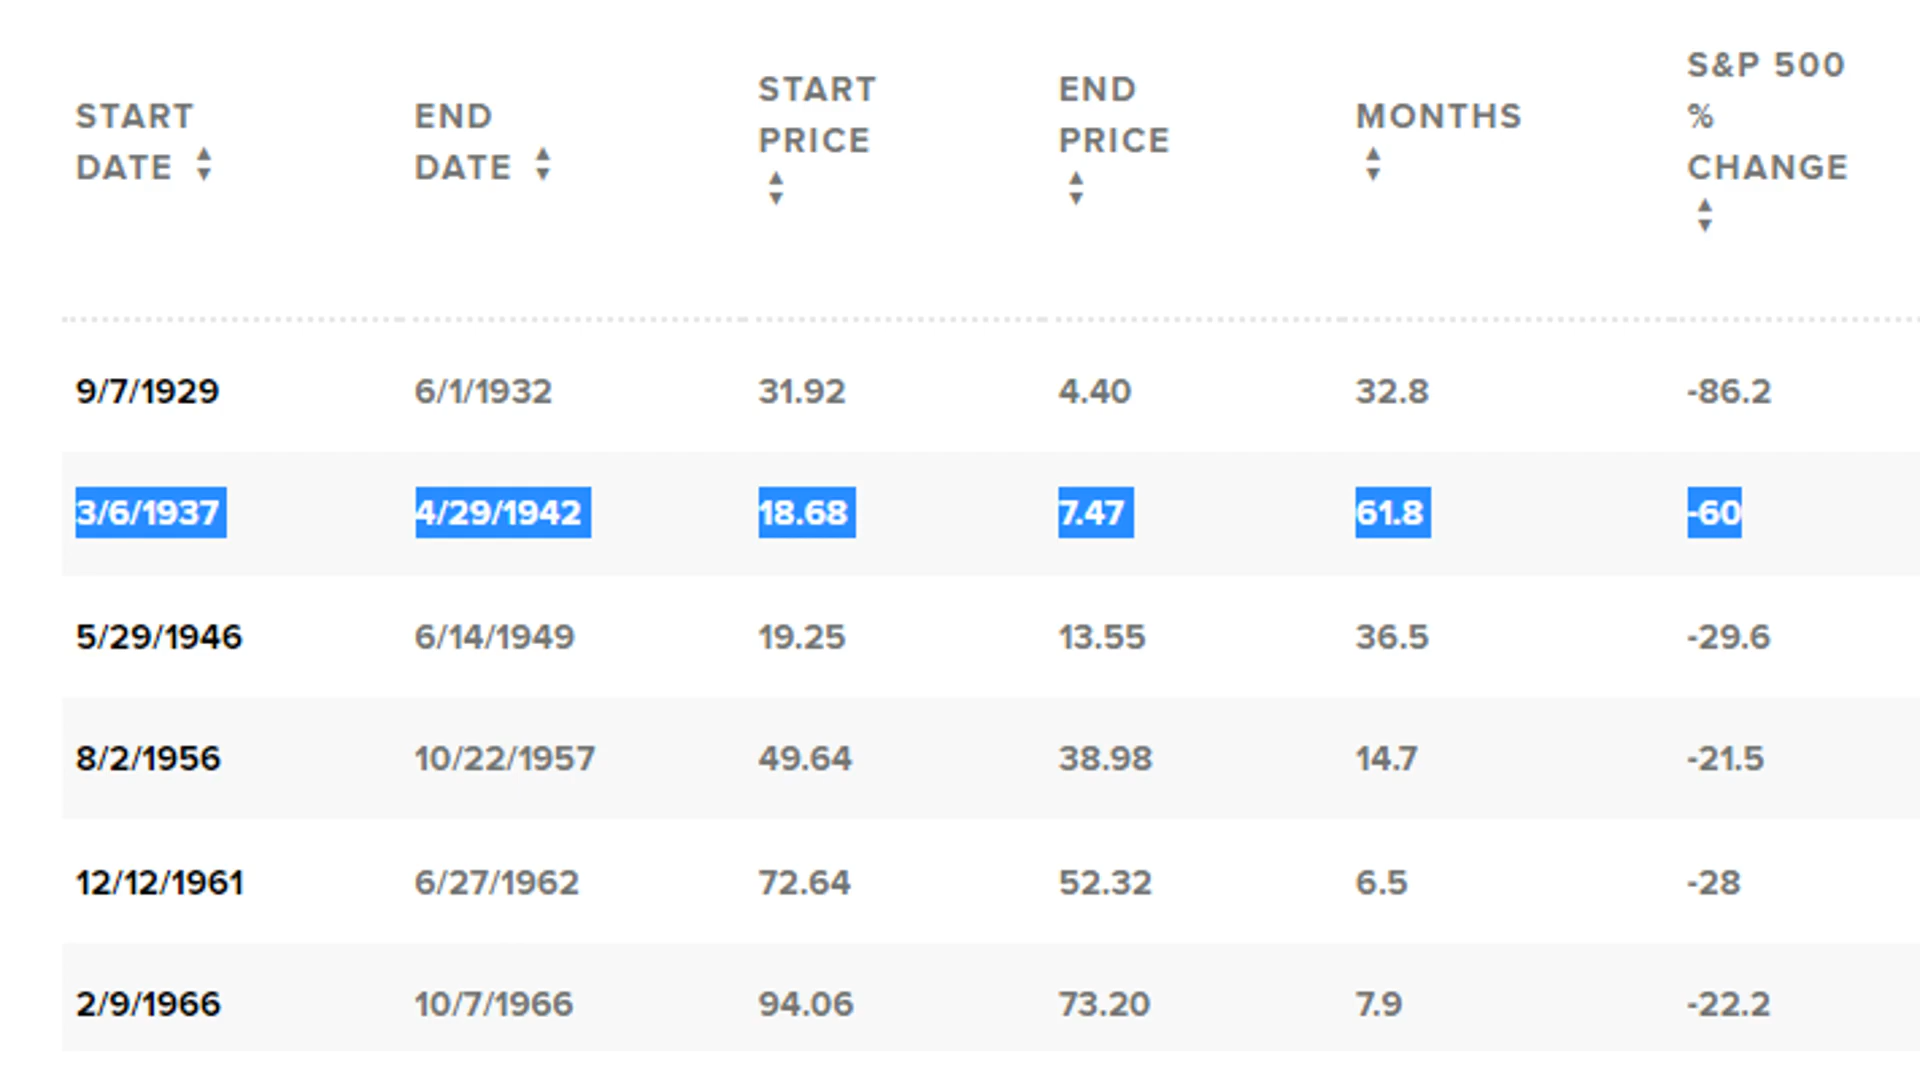 START DATE END DATE START PRICE END PRICE MONTHS S&P 500 % CHANGE
9/7/1929 6/1/1932 31.92 4.40 32.8 -86.2
3/6/1937 4/29/1942 18.68 7.47 61.8 -60
5/29/1946 6/14/1949 19.25 13.55 36.5 -29.6
8/2/1956 10/22/1957 49.64 38.98 14.7 -21.5
12/12/1961 6/27/1962 72.64 52.32 6.5 -28
2/9/1966 10/7/1966 94.06 73.20 7.9 -22.2